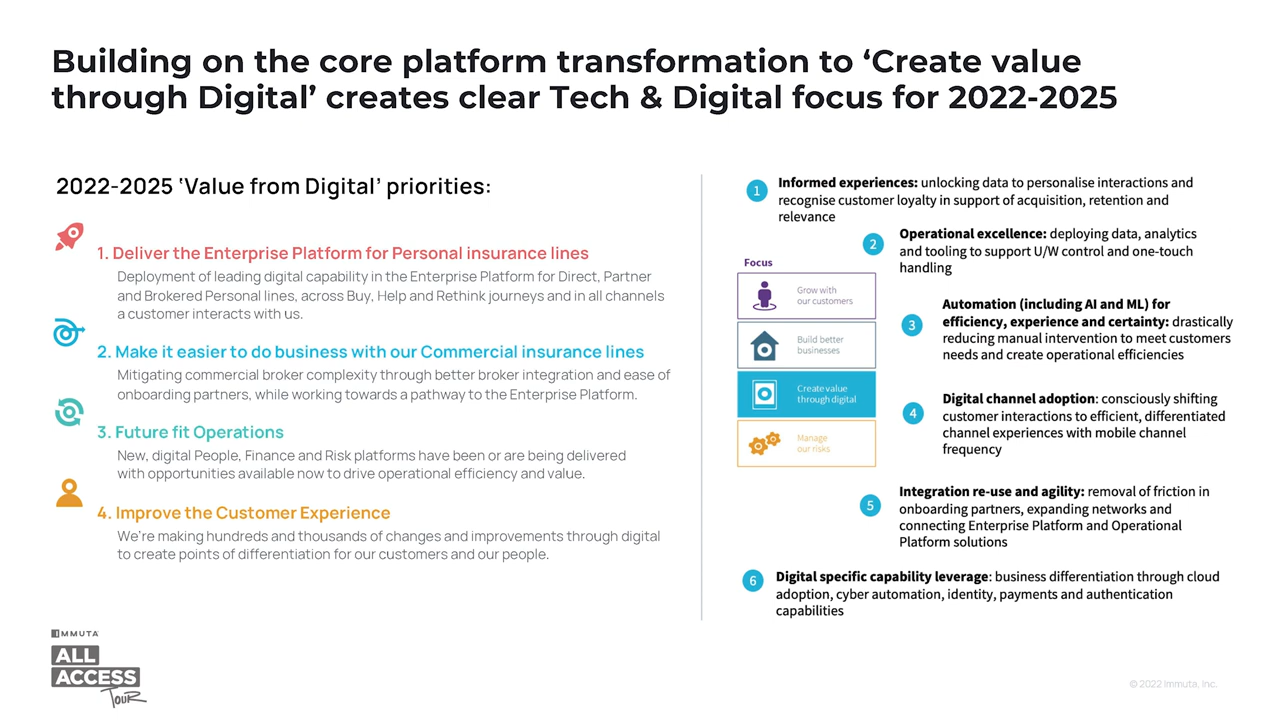 Building on the core platform transformation to ‘Create value
through Digital’ creates clear Tech & Digital focus for 2022-2025
2022-2025 ‘Value from Digital’ priorities:
1. Deliver the Enterprise Platform for Personal insurance lines
Deployment of leading digital capability in the Enterprise Platform for Direct, Partner
and Brokered Personal lines, across Buy, Help and Rethink journeys and in all channels
a customer interacts with us.
2. Make it easier to do business with our Commercial insurance lines
Mitigating commercial broker complexity through better broker integration and ease of
onboarding partners, while working towards a pathway to the Enterprise Platform.
3. Future fit Operations
New, digital People, Finance and Risk platforms have been or are being delivered
with opportunities available now to drive operational efficiency and value.
4. Improve the Customer Experience
We’re making hundreds and thousands of changes and improvements through digital
to create points of differentiation for our customers and our people.
1
Informed experiences: unlocking data to personalise interactions and
recognise customer loyalty in support of acquisition, retention and
relevance
2
Operational excellence: deploying data, analytics
and tooling to support U/W control and one-touch
handling
Focus
Grow with
our customers
Build better
businesses
Create value
through digital
Manage
our risks
3
Automation (including AI and ML) for
efficiency, experience and certainty: drastically
reducing manual intervention to meet customers
needs and create operational efficiencies
4
Digital channel adoption: consciously shifting
customer interactions to efficient, differentiated
channel experiences with mobile channel
frequency
5
Integration re-use and agility: removal of friction in
onboarding partners, expanding networks and
connecting Enterprise Platform and Operational
Platform solutions
6
Digital specific capability leverage: business differentiation through cloud
adoption, cyber automation, identity, payments and authentication
capabilities
IMMUTA
ALL
ACCESS
TOUR
© 2022 Immuta, Inc.